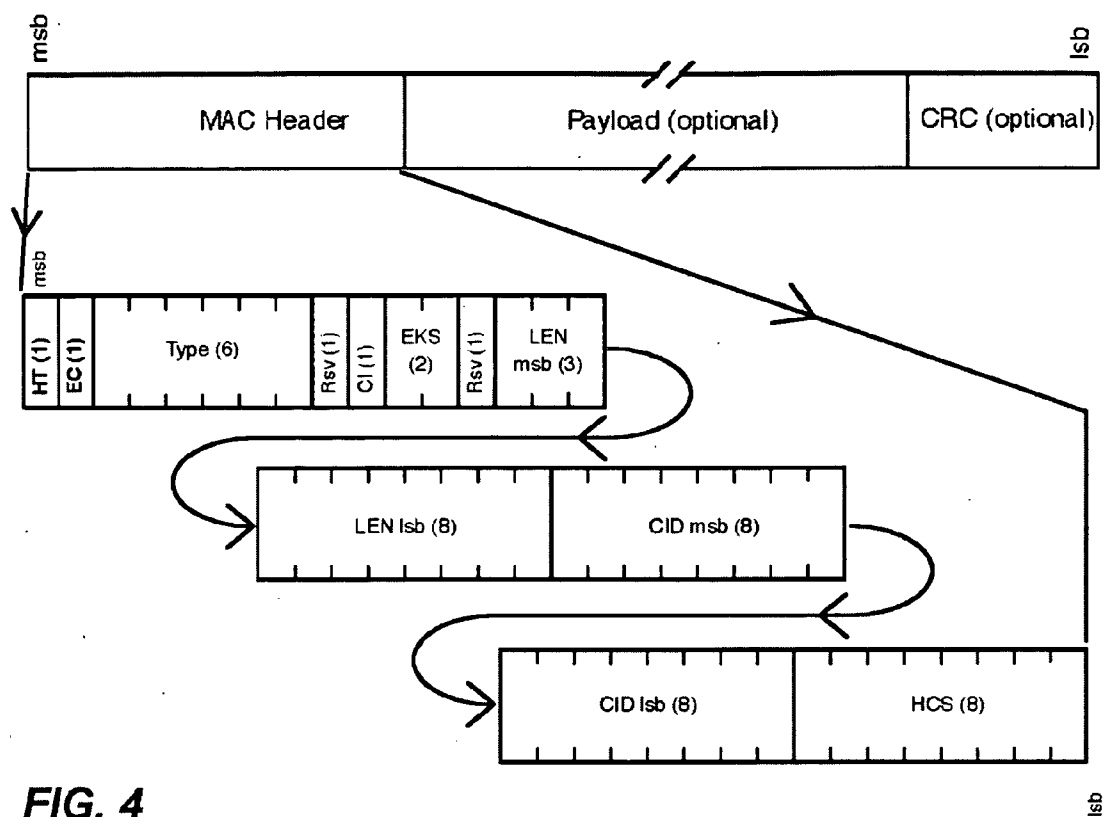 msb
lsb
MAC Header
Payload (optional)
CRC (optional)
msb
HT (1)
EC (1)
Type (6)
Rsv (1)
CI (1)
EKS
(2)
Rsv (1)
LEN
msb (3)
LEN lsb (8)
CID msb (8)
CID lsb (8)
HCS (8)
FIG. 4
lsb